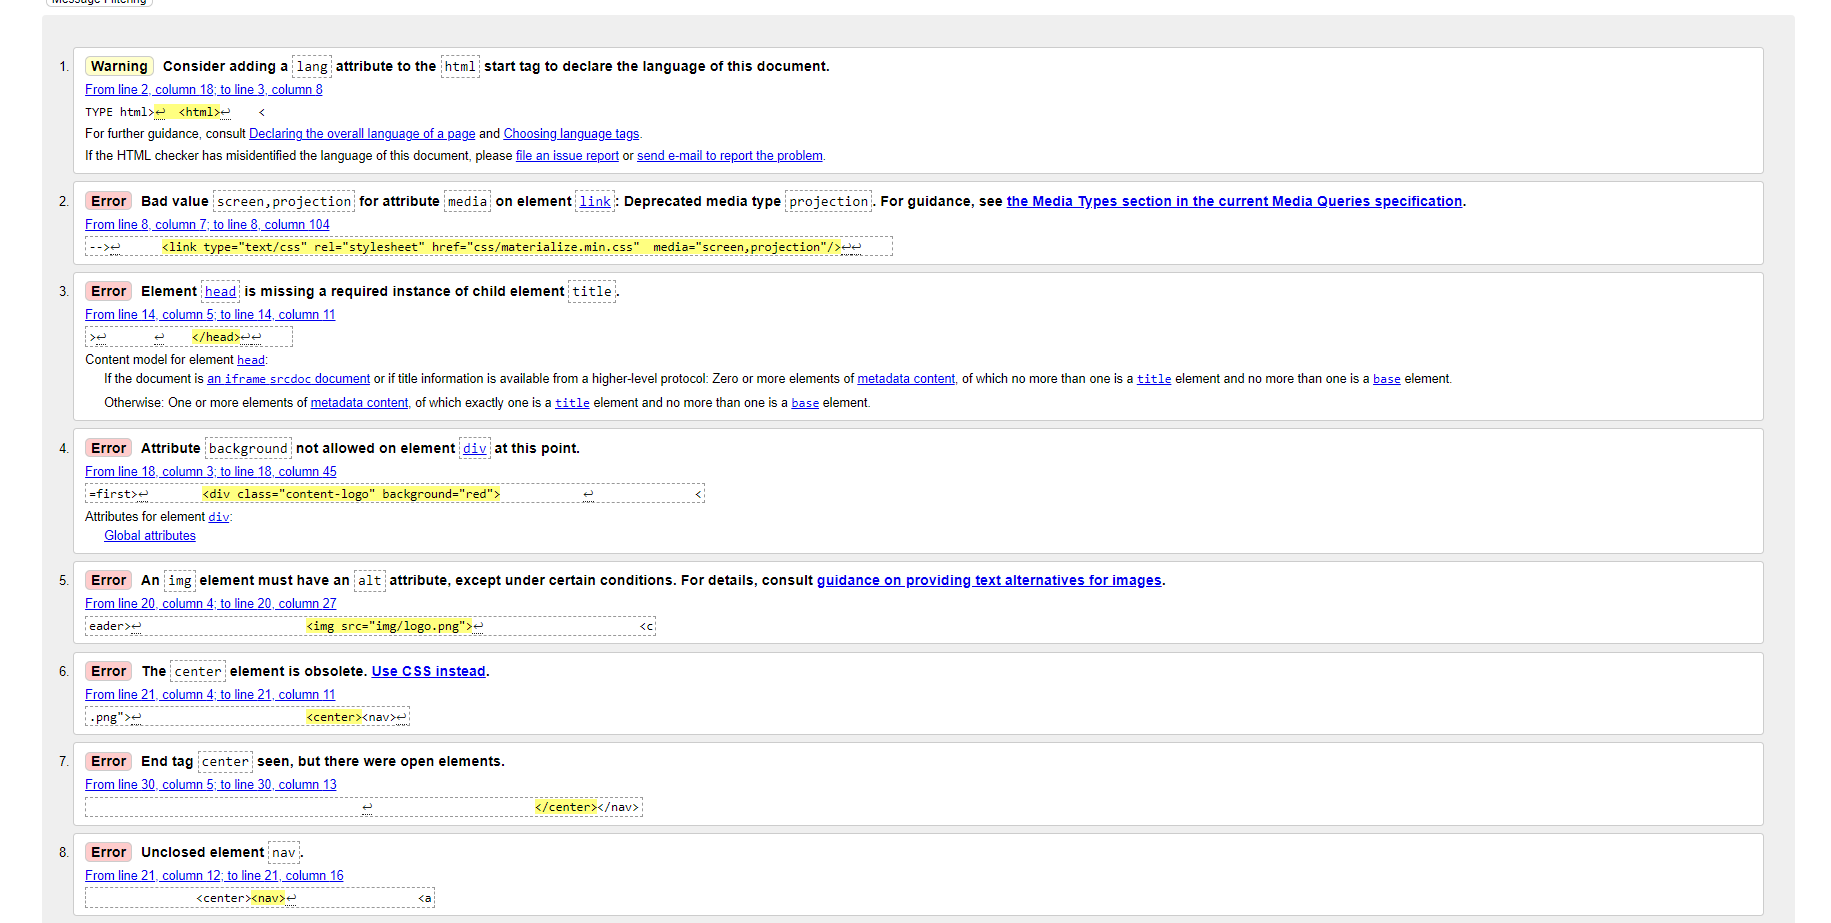 Message Filtering
1. Warning Consider adding a lang attribute to the html start tag to declare the language of this document.
From line 2, column 18; to line 3, column 8
TYPE html>↩ <html>↩ <
For further guidance, consult Declaring the overall language of a page and Choosing language tags.
If the HTML checker has misidentified the language of this document, please file an issue report or send e-mail to report the problem.
2. Error Bad value screen,projection for attribute media on element link: Deprecated media type projection. For guidance, see the Media Types section in the current Media Queries specification.
From line 8, column 7; to line 8, column 104
-->↩ <link type="text/css" rel="stylesheet" href="css/materialize.min.css"  media="screen,projection"/>↩↩
3. Error Element head is missing a required instance of child element title.
From line 14, column 5; to line 14, column 11
>↩ ↩ </head>↩↩
Content model for element head:
If the document is an iframe srcdoc document or if title information is available from a higher-level protocol: Zero or more elements of metadata content, of which no more than one is a title element and no more than one is a base element.
Otherwise: One or more elements of metadata content, of which exactly one is a title element and no more than one is a base element.
4. Error Attribute background not allowed on element div at this point.
From line 18, column 3; to line 18, column 45
=first>↩ <div class="content-logo" background="red"> ↩ <
Attributes for element div:
Global attributes
5. Error An img element must have an alt attribute, except under certain conditions. For details, consult guidance on providing text alternatives for images.
From line 20, column 4; to line 20, column 27
eader>↩ <img src="img/logo.png">↩ <c
6. Error The center element is obsolete. Use CSS instead.
From line 21, column 4; to line 21, column 11
.png">↩ <center><nav>↩
7. Error End tag center seen, but there were open elements.
From line 30, column 5; to line 30, column 13
↩ </center></nav>
8. Error Unclosed element nav.
From line 21, column 12; to line 21, column 16
<center><nav>↩ <a